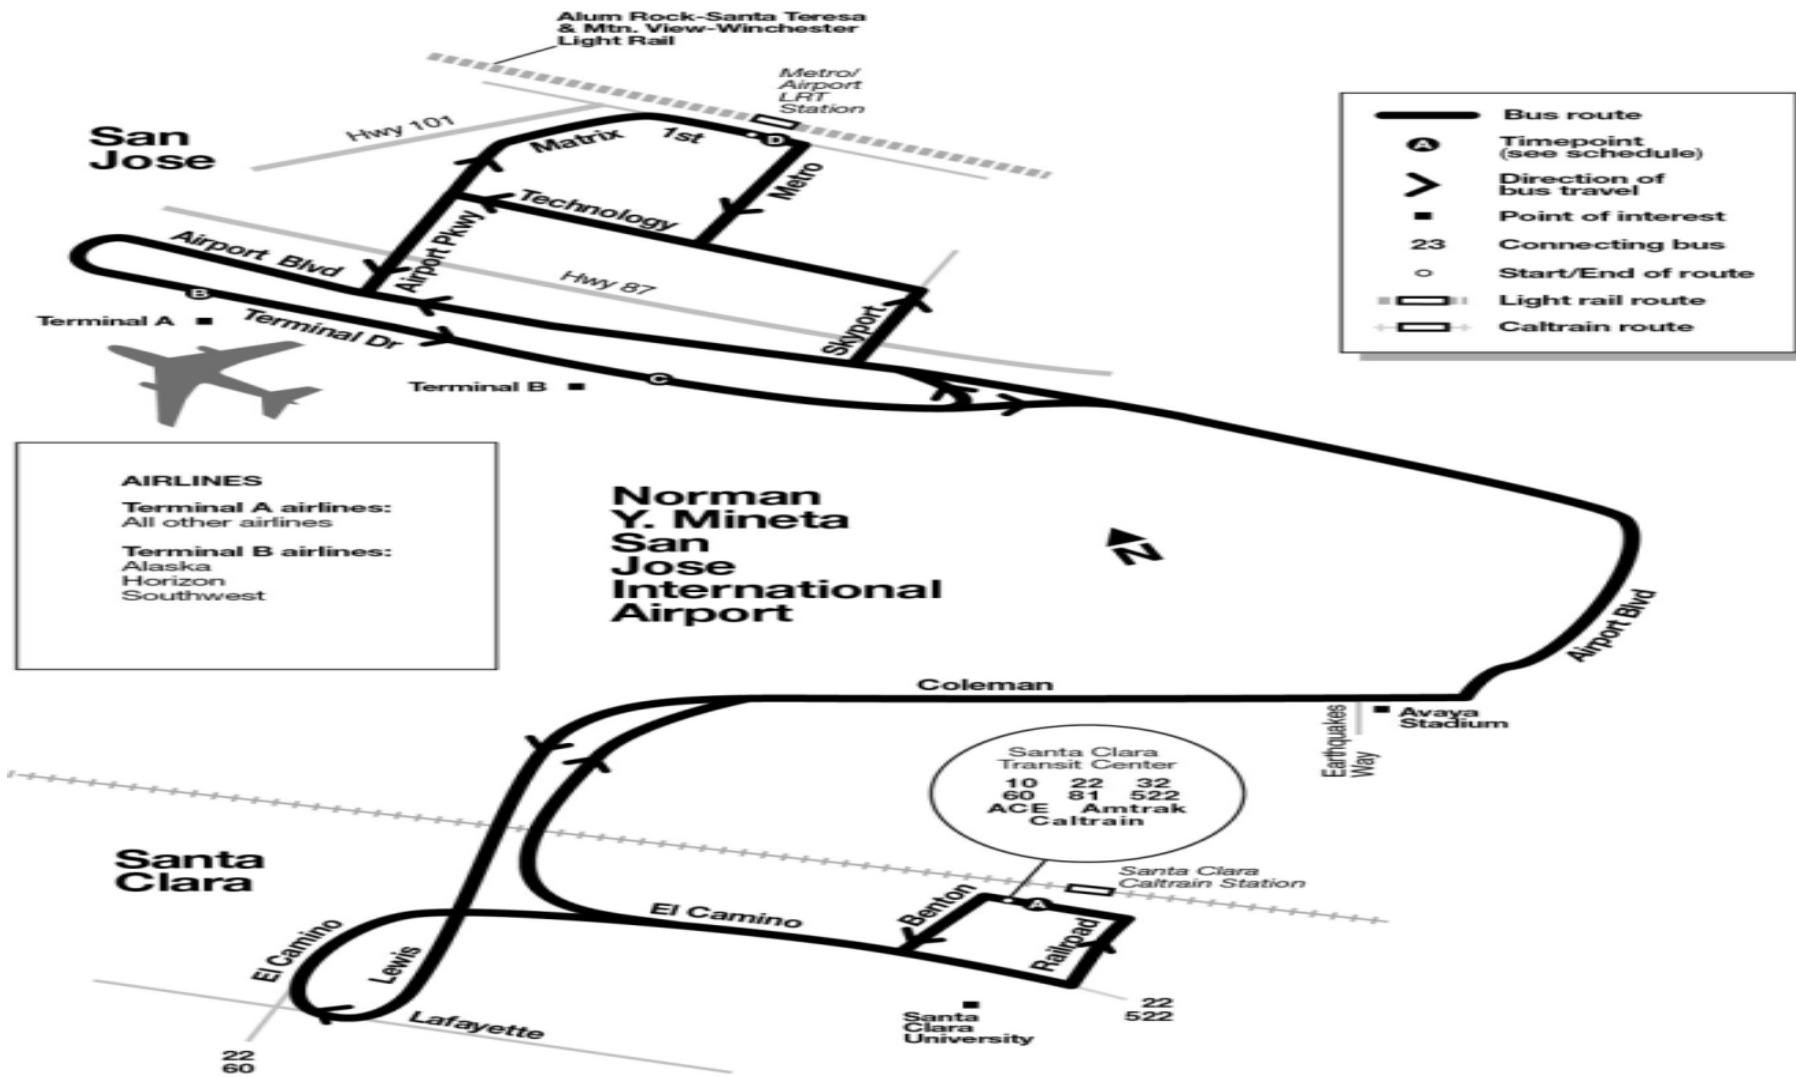 Alum Rock-Santa Teresa
& Mtn. View-Winchester
Light Rail
Metro/
Airport
LRT
Station
San
Jose
Hwy 101
Matrix
1st
D
Metro
Technology
Airport Pkwy
Airport Blvd
Hwy 87
B
Terminal A
Terminal Dr
Skyport
Terminal B
C
Bus route
A
Timepoint
(see schedule)
Direction of
bus travel
Point of interest
23
Connecting bus
Start/End of route
Light rail route
Caltrain route
AIRLINES
Terminal A airlines:
All other airlines
Terminal B airlines:
Alaska
Horizon
Southwest
Norman
Y. Mineta
San
Jose
International
Airport
N
Airport Blvd
Coleman
Avaya
Stadium
Earthquakes
Way
Santa Clara
Transit Center
10 22 32
60 81 522
ACE Amtrak
Caltrain
Santa
Clara
Santa Clara
Caltrain Station
A
Benton
El Camino
Railroad
El Camino
Lewis
Lafayette
Santa
Clara
University
22
522
22
60